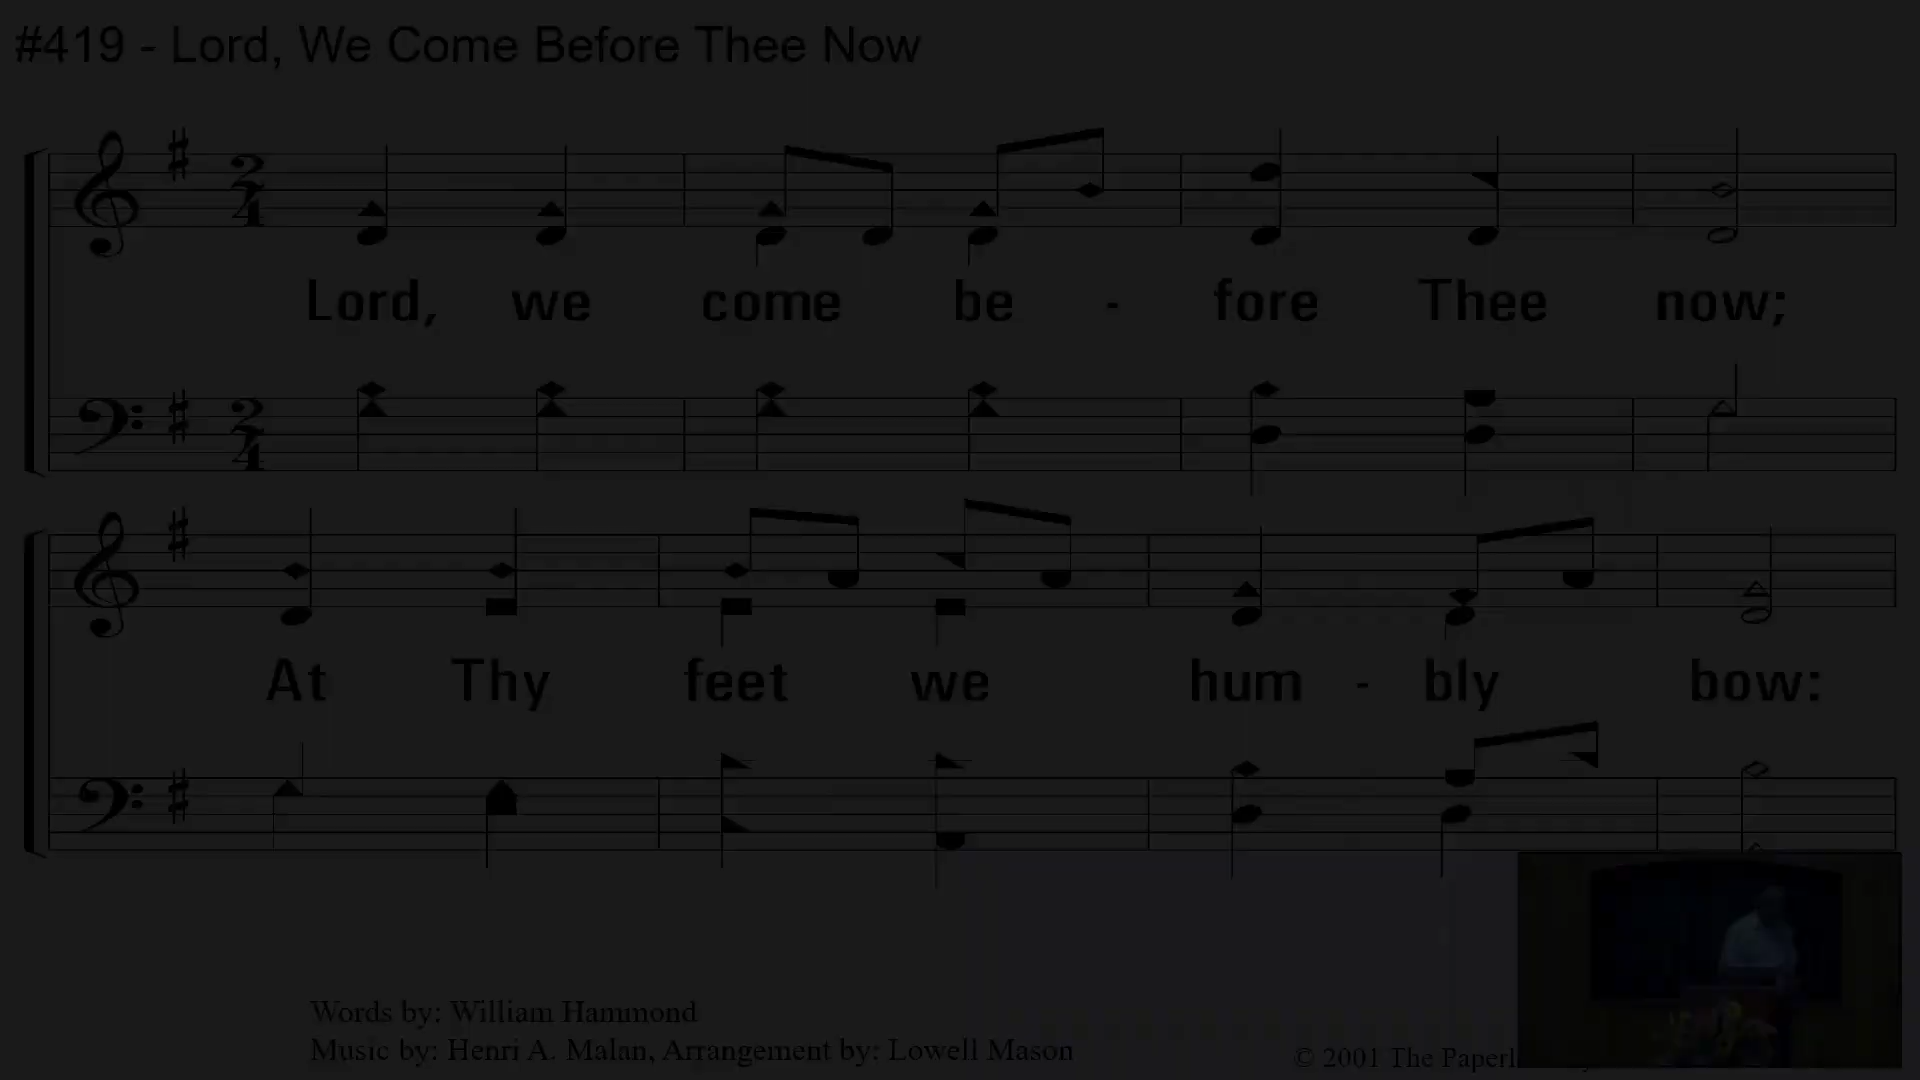 #419 - Lord, We Come Before Thee Now
Lord, we come be - fore Thee now;
At Thy feet we hum - bly bow:
Words by: William Hammond
Music by: Henri A. Malan, Arrangement by: Lowell Mason
© 2001 The